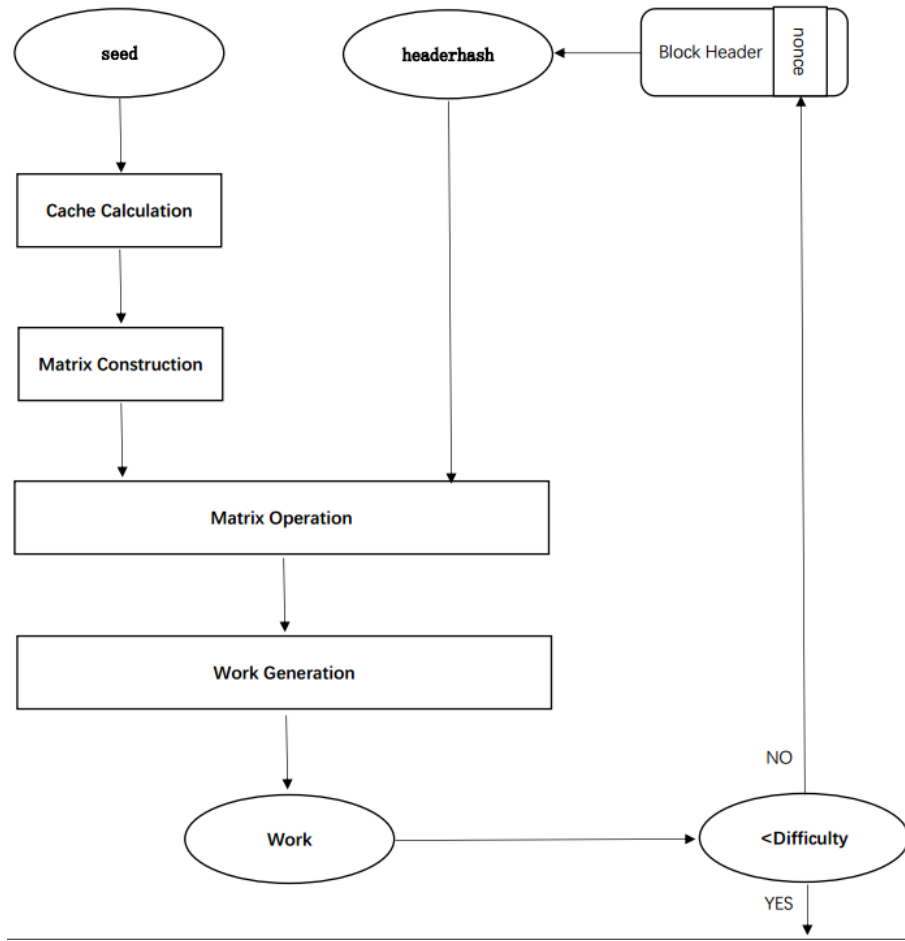 seed
headerhash
Block Header
nonce
Cache Calculation
Matrix Construction
Matrix Operation
Work Generation
NO
Work
<Difficulty
YES